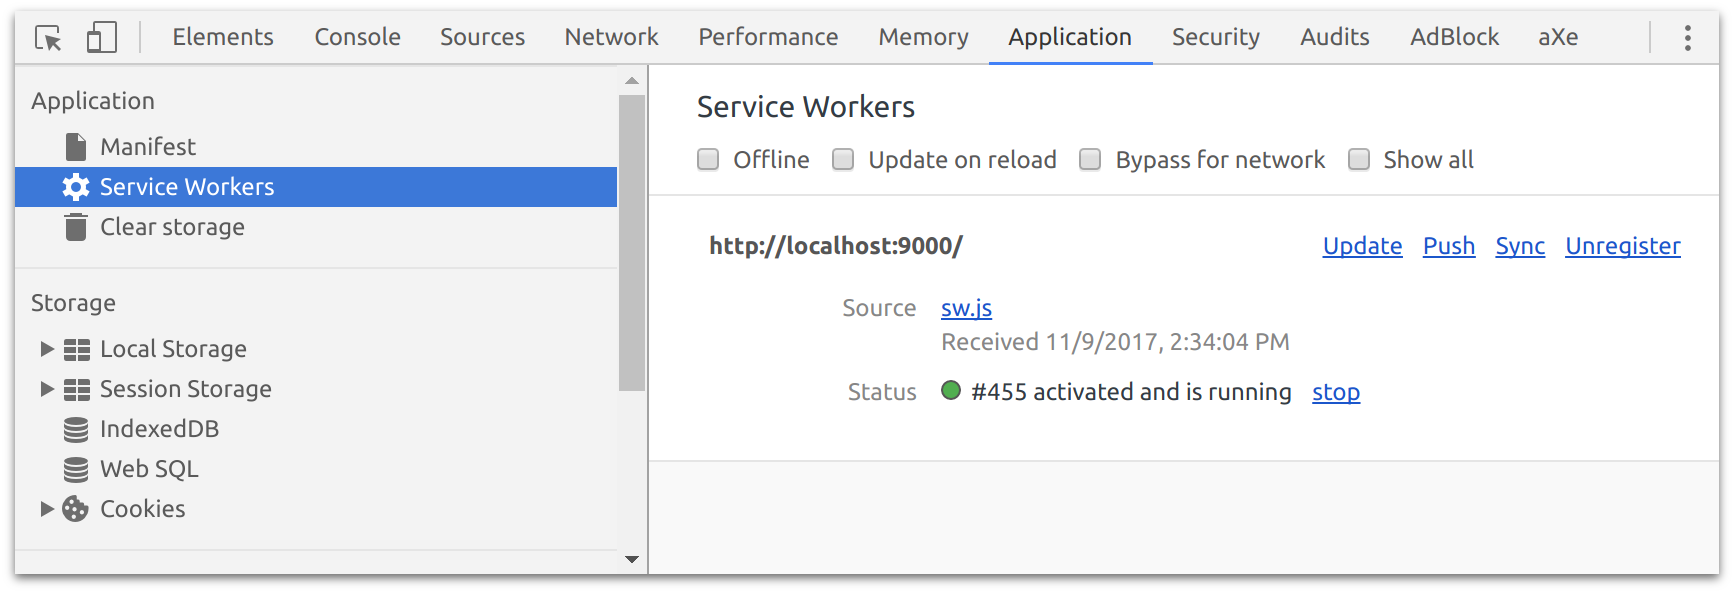 Elements Console Sources Network Performance Memory Application Security Audits AdBlock aXe
Application
Manifest
Service Workers
Clear storage
Storage
Local Storage
Session Storage
IndexedDB
Web SQL
Cookies
Service Workers
Offline Update on reload Bypass for network Show all
http://localhost:9000/ Update Push Sync Unregister
Source sw.js
Received 11/9/2017, 2:34:04 PM
Status #455 activated and is running stop